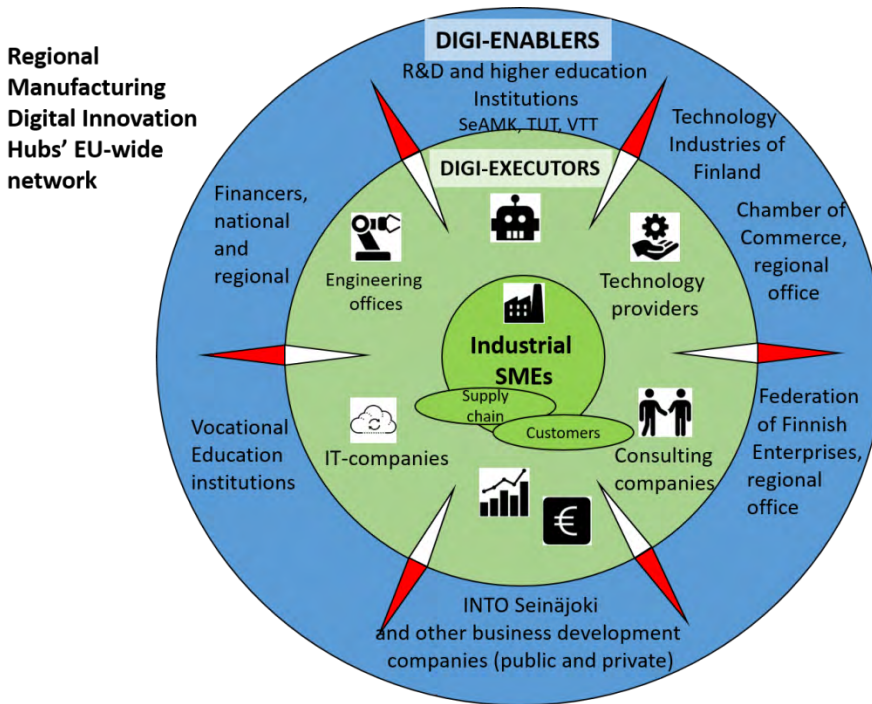 Regional
Manufacturing
Digital Innovation
Hubs' EU-wide
network
DIGI-ENABLERS
R&D and higher education
Institutions
SeAMK, TUT, VTT
Technology
Industries of
Finland
Chamber of
Commerce,
regional
office
Federation
of Finnish
Enterprises,
regional
office
INTO Seinäjoki
and other business development
companies (public and private)
Vocational
Education
institutions
Financers,
national
and
regional
DIGI-EXECUTORS
Engineering
offices
Technology
providers
Consulting
companies
IT-companies
Industrial
SMEs
Supply
chain
Customers
€